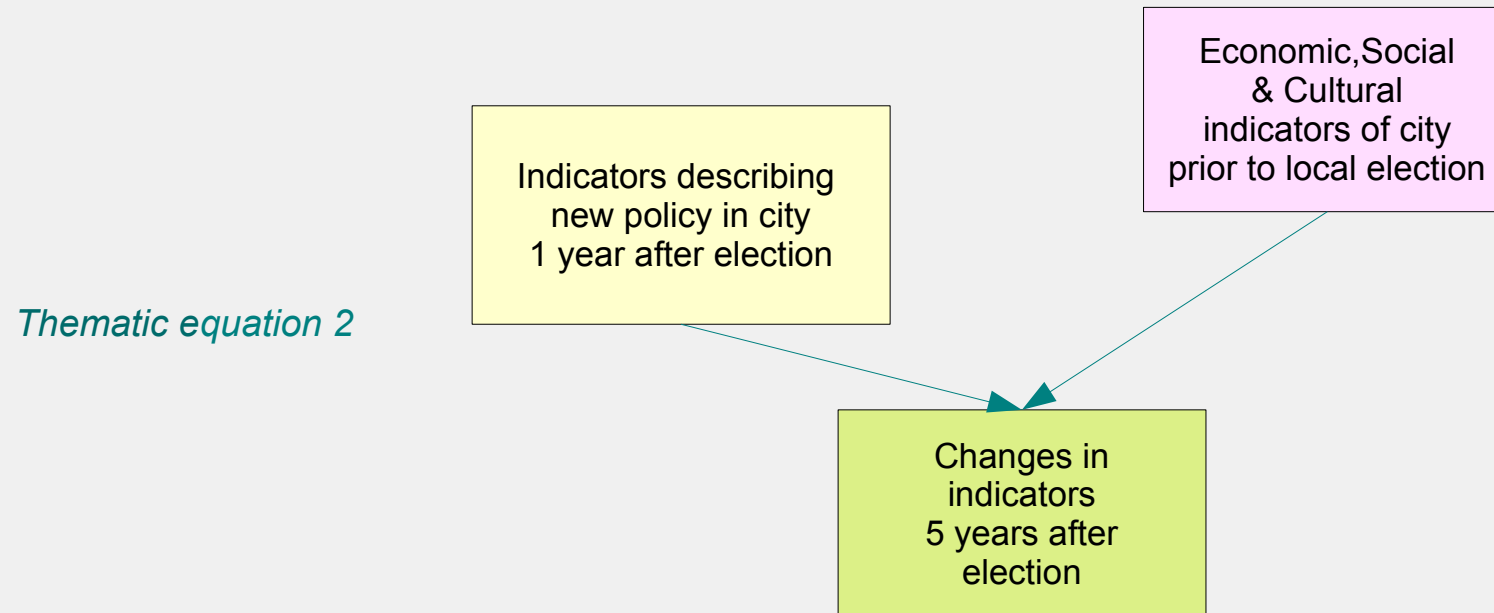 Economic,Social
& Cultural
indicators of city
prior to local election
Indicators describing
new policy in city
1 year after election
Thematic equation 2
Changes in
indicators
5 years after
election